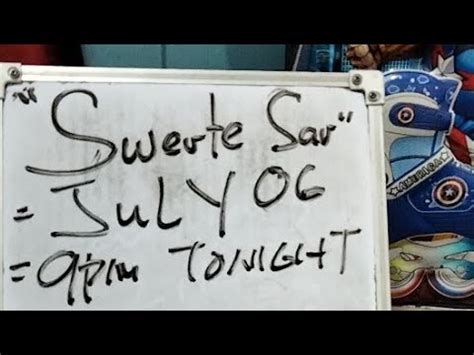 "Swerte Sar"
= JULY 06
= 9pm TONIGHT